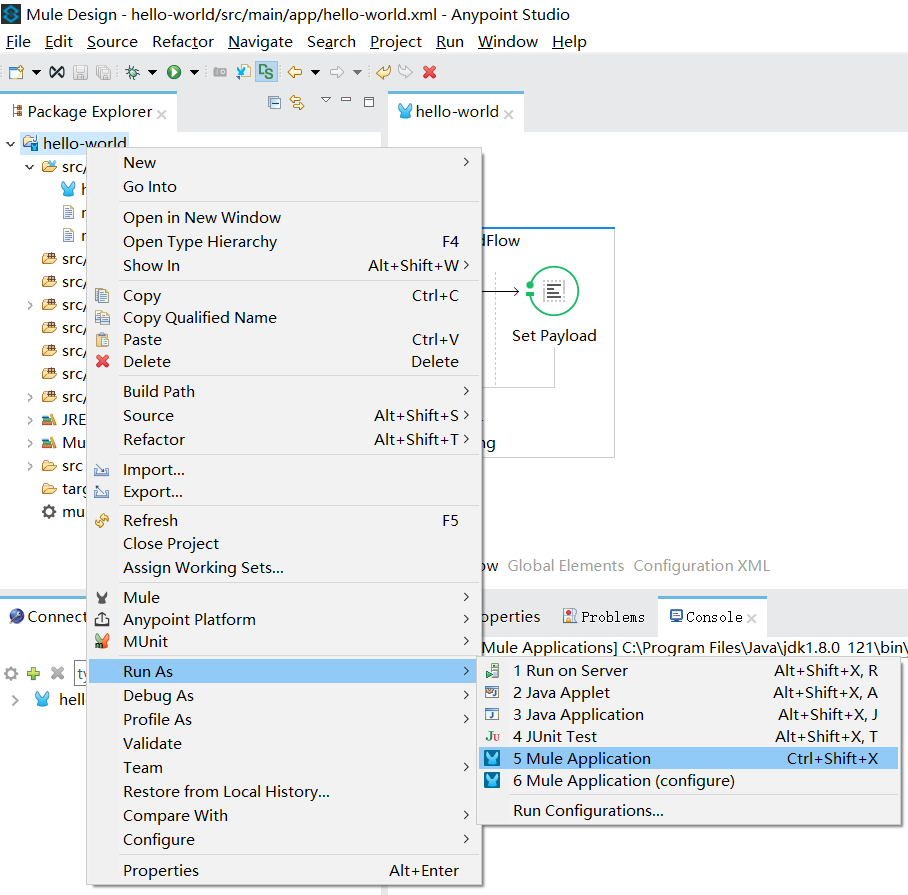 Mule Design - hello-world/src/main/app/hello-world.xml - Anypoint Studio
File Edit Source Refactor Navigate Search Project Run Window Help
Package Explorer
hello-world
hello-world
src/
src/
src/
src/
src/
src/
src/
src/
JRE
Mu
src
targ
mu
New
Go Into
Open in New Window
Open Type Hierarchy F4
Show In Alt+Shift+W
Copy Ctrl+C
Copy Qualified Name
Paste Ctrl+V
Delete Delete
Build Path
Source Alt+Shift+S
Refactor Alt+Shift+T
Import...
Export...
Refresh F5
Close Project
Assign Working Sets...
Mule
Anypoint Platform
MUnit
Run As
Debug As
Profile As
Validate
Team
Restore from Local History...
Compare With
Configure
Properties Alt+Enter
dFlow
Set Payload
ng
ow Global Elements Configuration XML
Connect
operties Problems Console
Mule Applications] C:\Program Files\Java\jdk1.8.0_121\bin\
ty
hell
1 Run on Server Alt+Shift+X, R
2 Java Applet Alt+Shift+X, A
3 Java Application Alt+Shift+X, J
4 JUnit Test Alt+Shift+X, T
5 Mule Application Ctrl+Shift+X
6 Mule Application (configure)
Run Configurations...